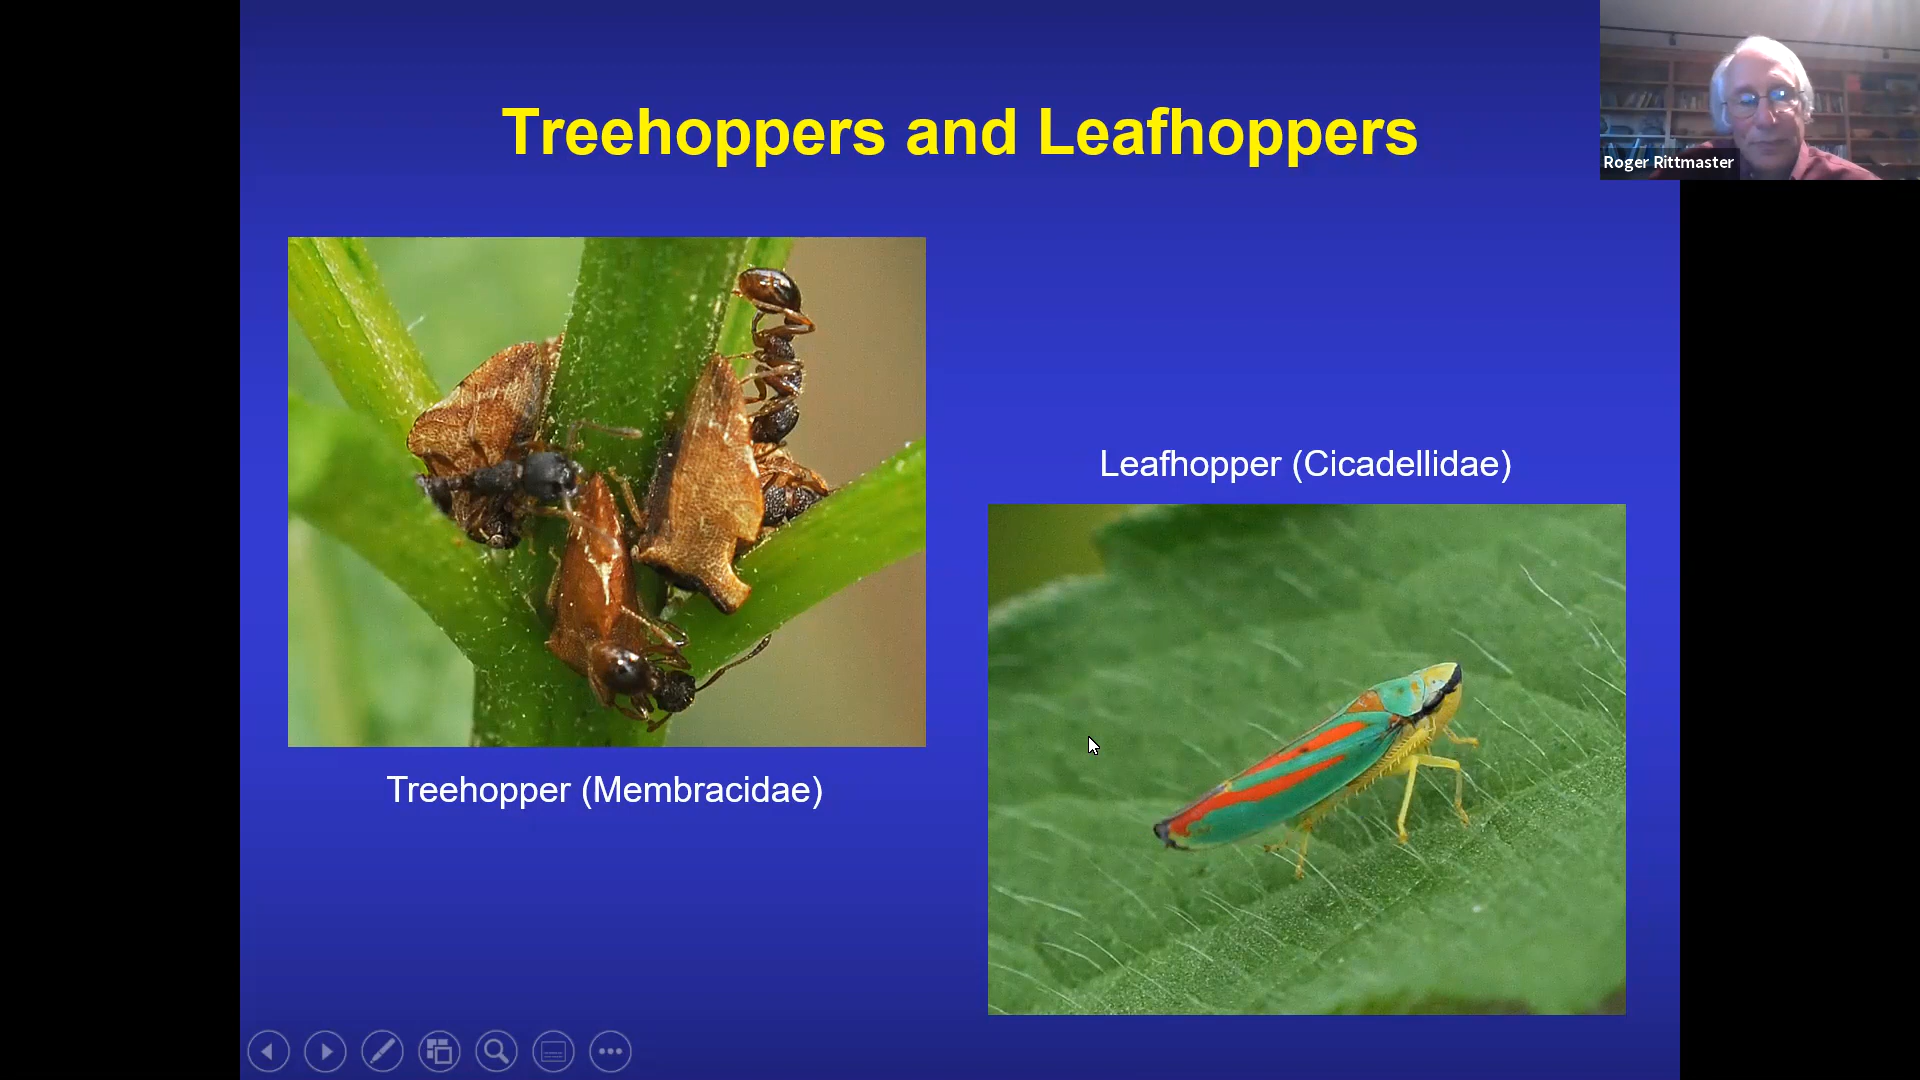 Treehoppers and Leafhoppers
Roger Rittmaster
Leafhopper (Cicadellidae)
Treehopper (Membracidae)